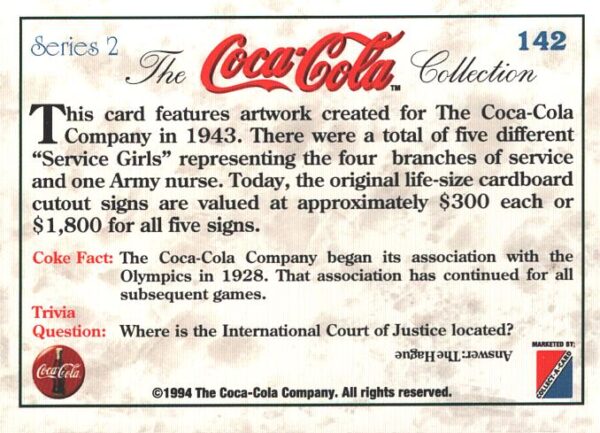 Series 2
142
The Coca-Cola™ Collection
This card features artwork created for The Coca-Cola
Company in 1943. There were a total of five different
“Service Girls” representing the four branches of service
and one Army nurse. Today, the original life-size cardboard
cutout signs are valued at approximately $300 each or
$1,800 for all five signs.
Coke Fact: The Coca-Cola Company began its association with the
Olympics in 1928. That association has continued for all
subsequent games.
Trivia
Question: Where is the International Court of Justice located?
Answer: The Hague
MARKETED BY:
COLLECT-A-CARD
Coca-Cola
©1994 The Coca-Cola Company. All rights reserved.